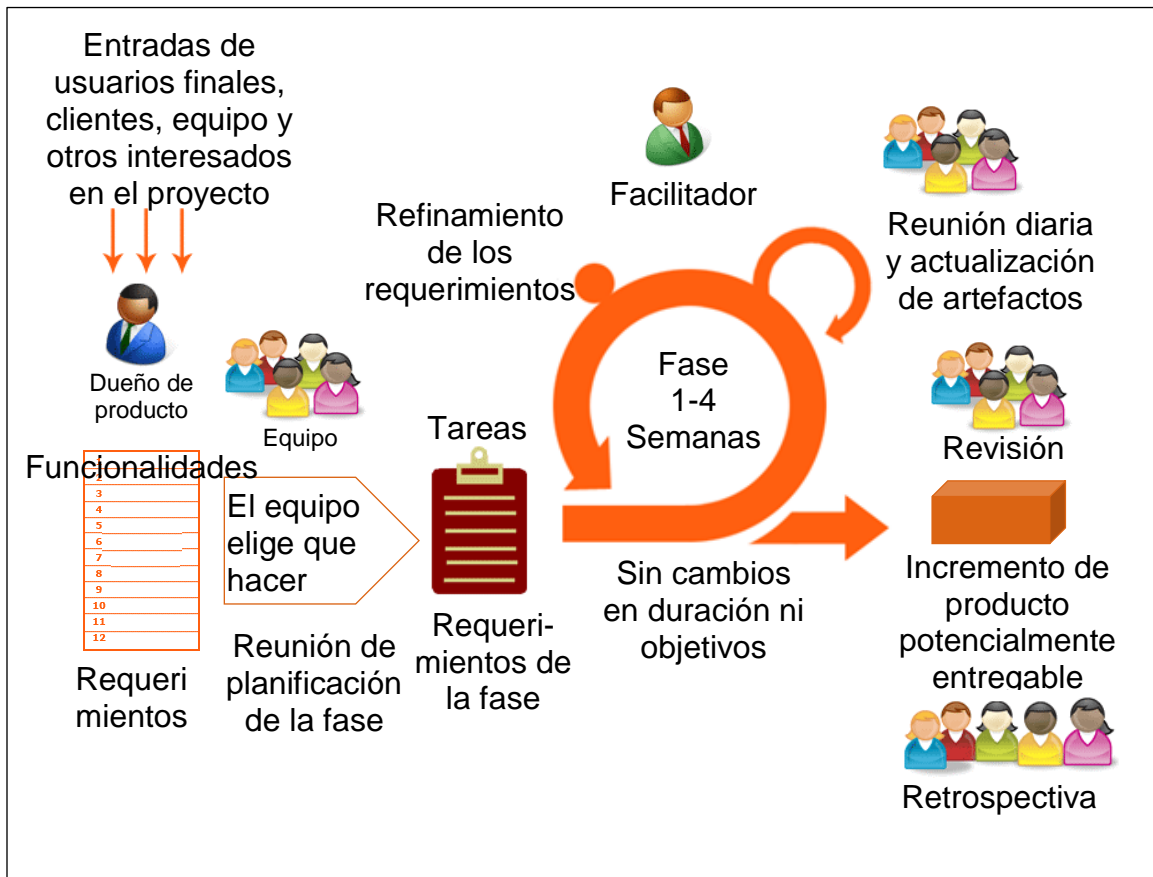 Entradas de
usuarios finales,
clientes, equipo y
otros interesados
en el proyecto
Dueño de
producto
Equipo
Funcionalidades
2
3
4
5
6
7
8
9
10
11
12
Requeri
mientos
El equipo
elige que
hacer
Reunión de
planificación
de la fase
Tareas
Requeri-
mientos de
la fase
Refinamiento
de los
requerimientos
Facilitador
Fase
1-4
Semanas
Sin cambios
en duración ni
objetivos
Reunión diaria
y actualización
de artefactos
Revisión
Incremento de
producto
potencialmente
entregable
Retrospectiva